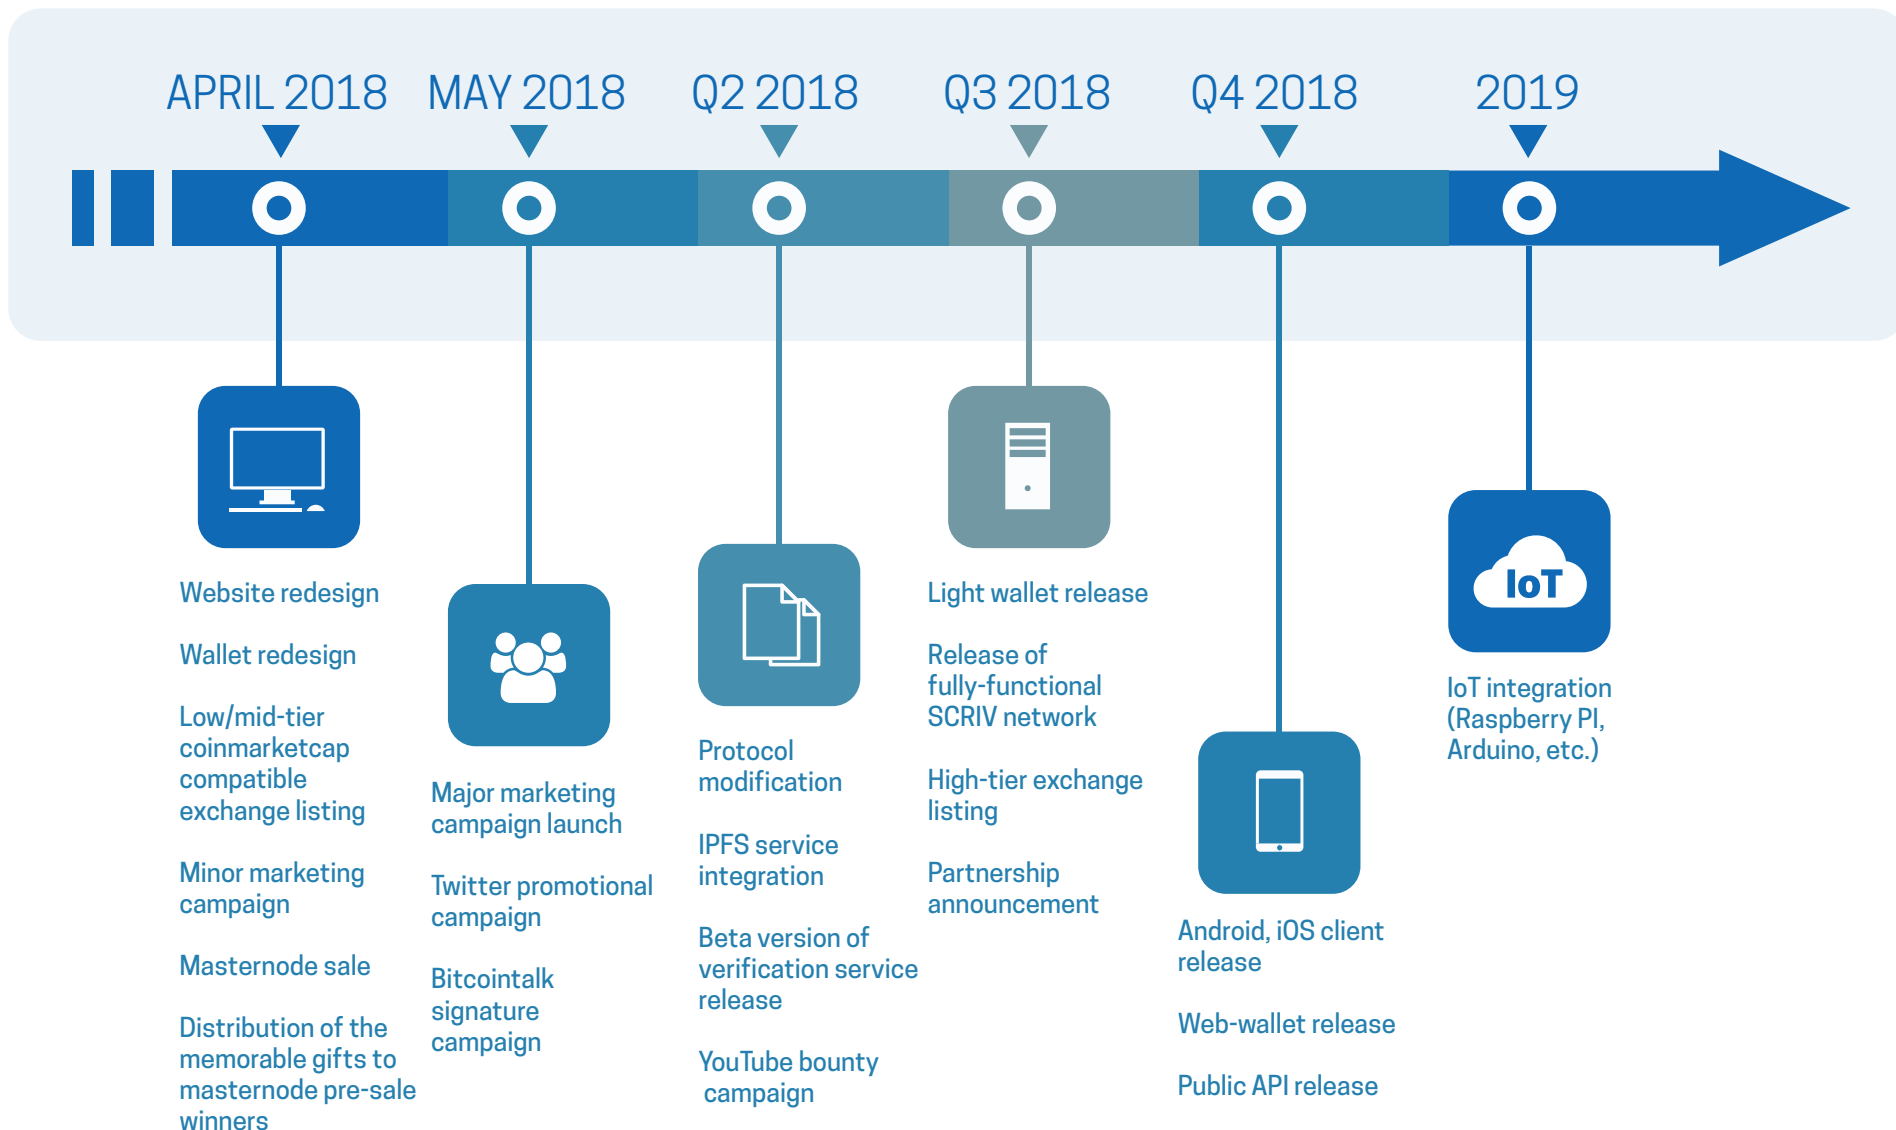 APRIL 2018
MAY 2018
Q2 2018
Q3 2018
Q4 2018
2019
Website redesign
Wallet redesign
Low/mid-tier
coinmarketcap
compatible
exchange listing
Minor marketing
campaign
Masternode sale
Distribution of the
memorable gifts to
masternode pre-sale
winners
Major marketing
campaign launch
Twitter promotional
campaign
Bitcointalk
signature
campaign
Protocol
modification
IPFS service
integration
Beta version of
verification service
release
YouTube bounty
campaign
Light wallet release
Release of
fully-functional
SCRIV network
High-tier exchange
listing
Partnership
announcement
Android, iOS client
release
Web-wallet release
Public API release
IoT
IoT integration
(Raspberry PI,
Arduino, etc.)